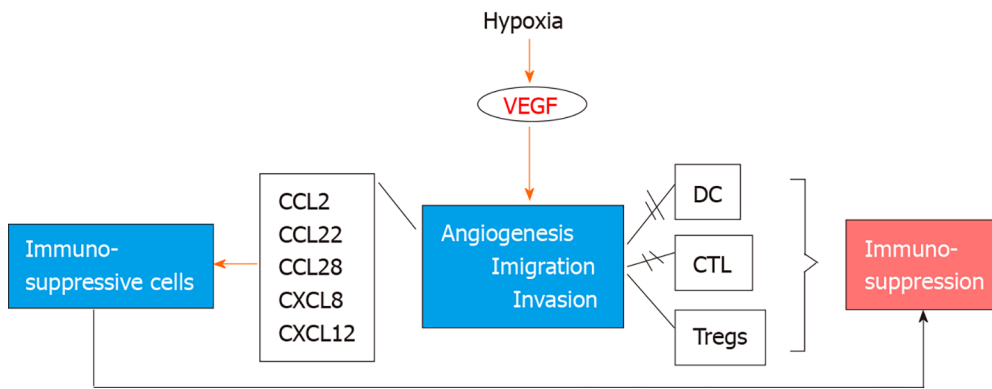 Hypoxia
VEGF
CCL2
CCL22
CCL28
CXCL8
CXCL12
Immuno-
suppressive cells
Angiogenesis
Imigration
Invasion
DC
CTL
Tregs
Immuno-
suppression